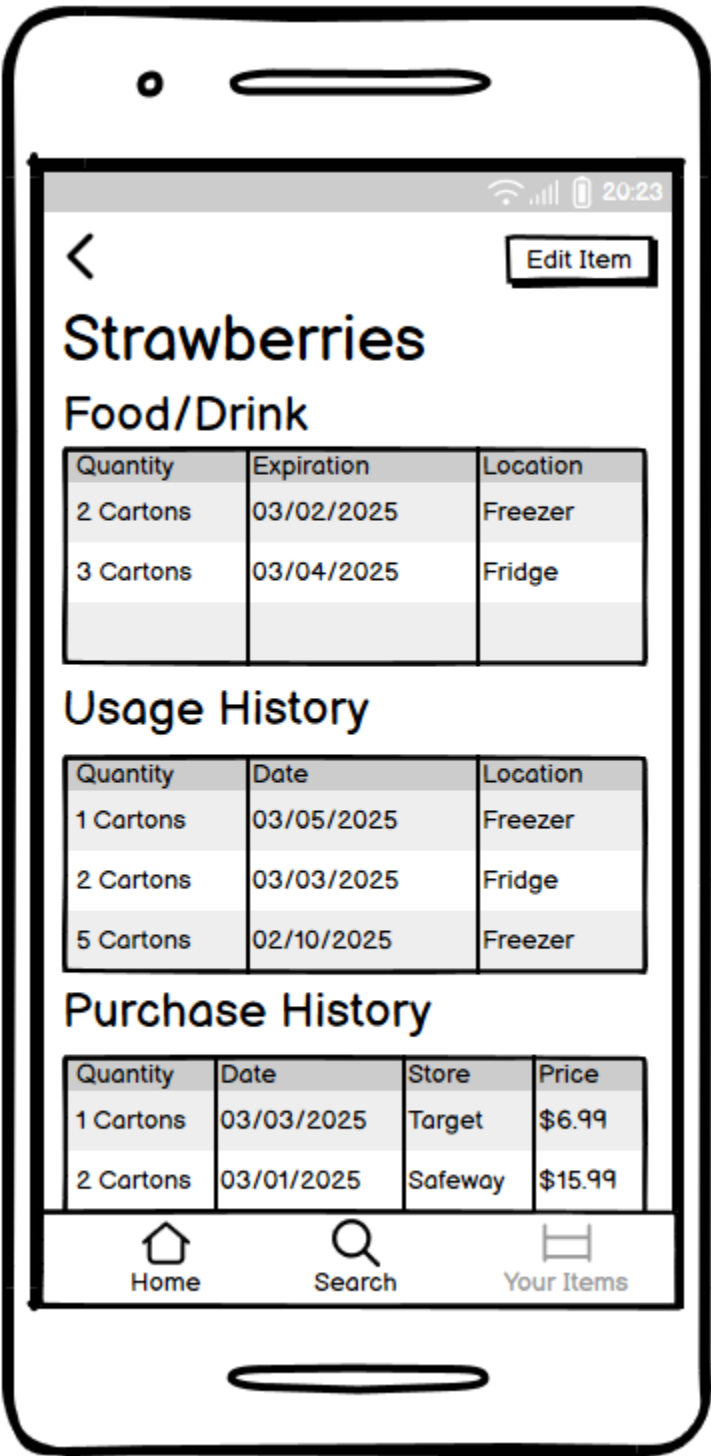 20:23
Edit Item
Strawberries
Food/Drink
Quantity Expiration Location
2 Cartons 03/02/2025 Freezer
3 Cartons 03/04/2025 Fridge
Usage History
Quantity Date Location
1 Cartons 03/05/2025 Freezer
2 Cartons 03/03/2025 Fridge
5 Cartons 02/10/2025 Freezer
Purchase History
Quantity Date Store Price
1 Cartons 03/03/2025 Target $6.99
2 Cartons 03/01/2025 Safeway $15.99
Home Search Your Items